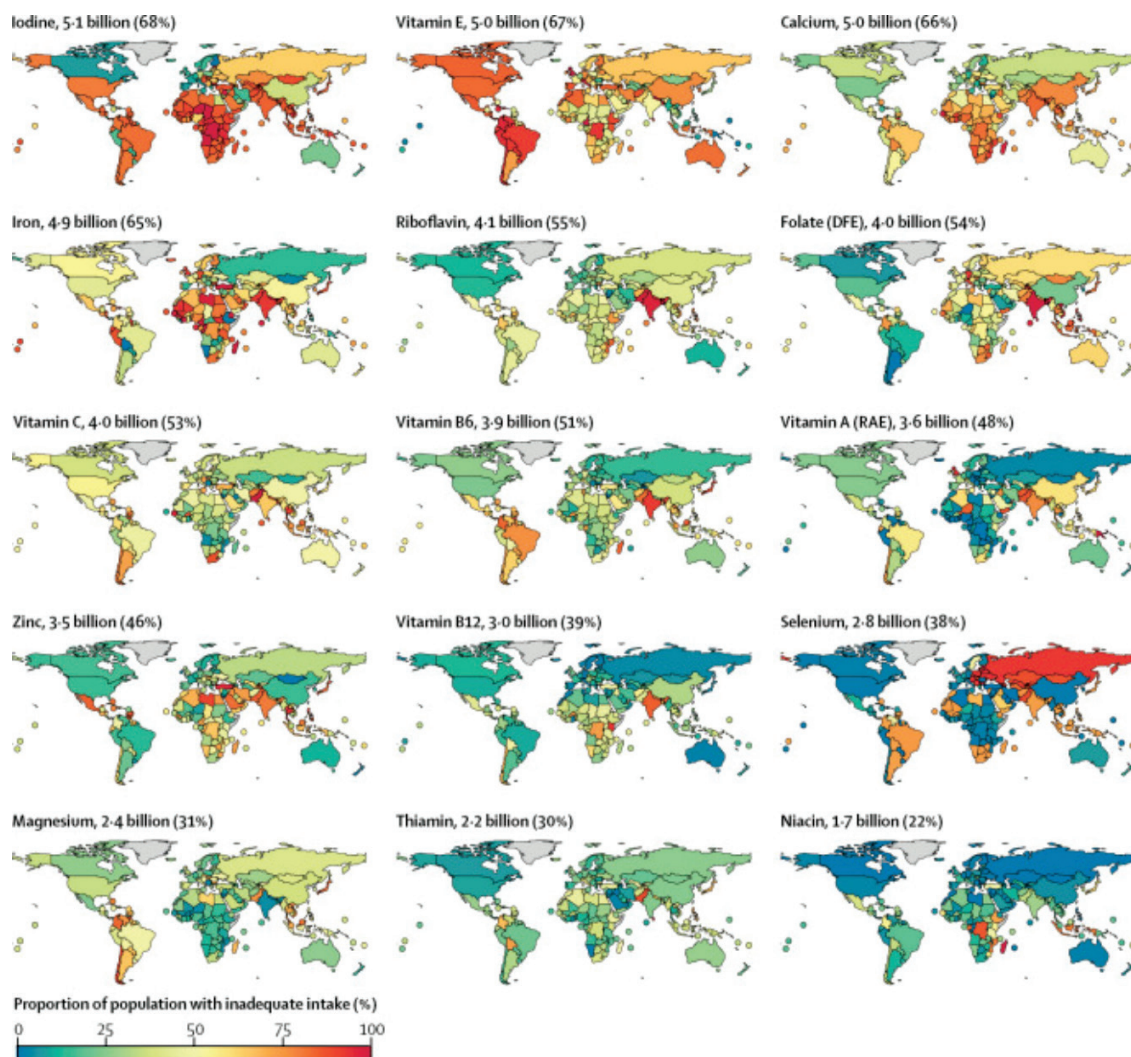 Iodine, 5·1 billion (68%)
Vitamin E, 5·0 billion (67%)
Calcium, 5·0 billion (66%)
Iron, 4·9 billion (65%)
Riboflavin, 4·1 billion (55%)
Folate (DFE), 4·0 billion (54%)
Vitamin C, 4·0 billion (53%)
Vitamin B6, 3·9 billion (51%)
Vitamin A (RAE), 3·6 billion (48%)
Zinc, 3·5 billion (46%)
Vitamin B12, 3·0 billion (39%)
Selenium, 2·8 billion (38%)
Magnesium, 2·4 billion (31%)
Thiamin, 2·2 billion (30%)
Niacin, 1·7 billion (22%)
Proportion of population with inadequate intake (%)
0 25 50 75 100